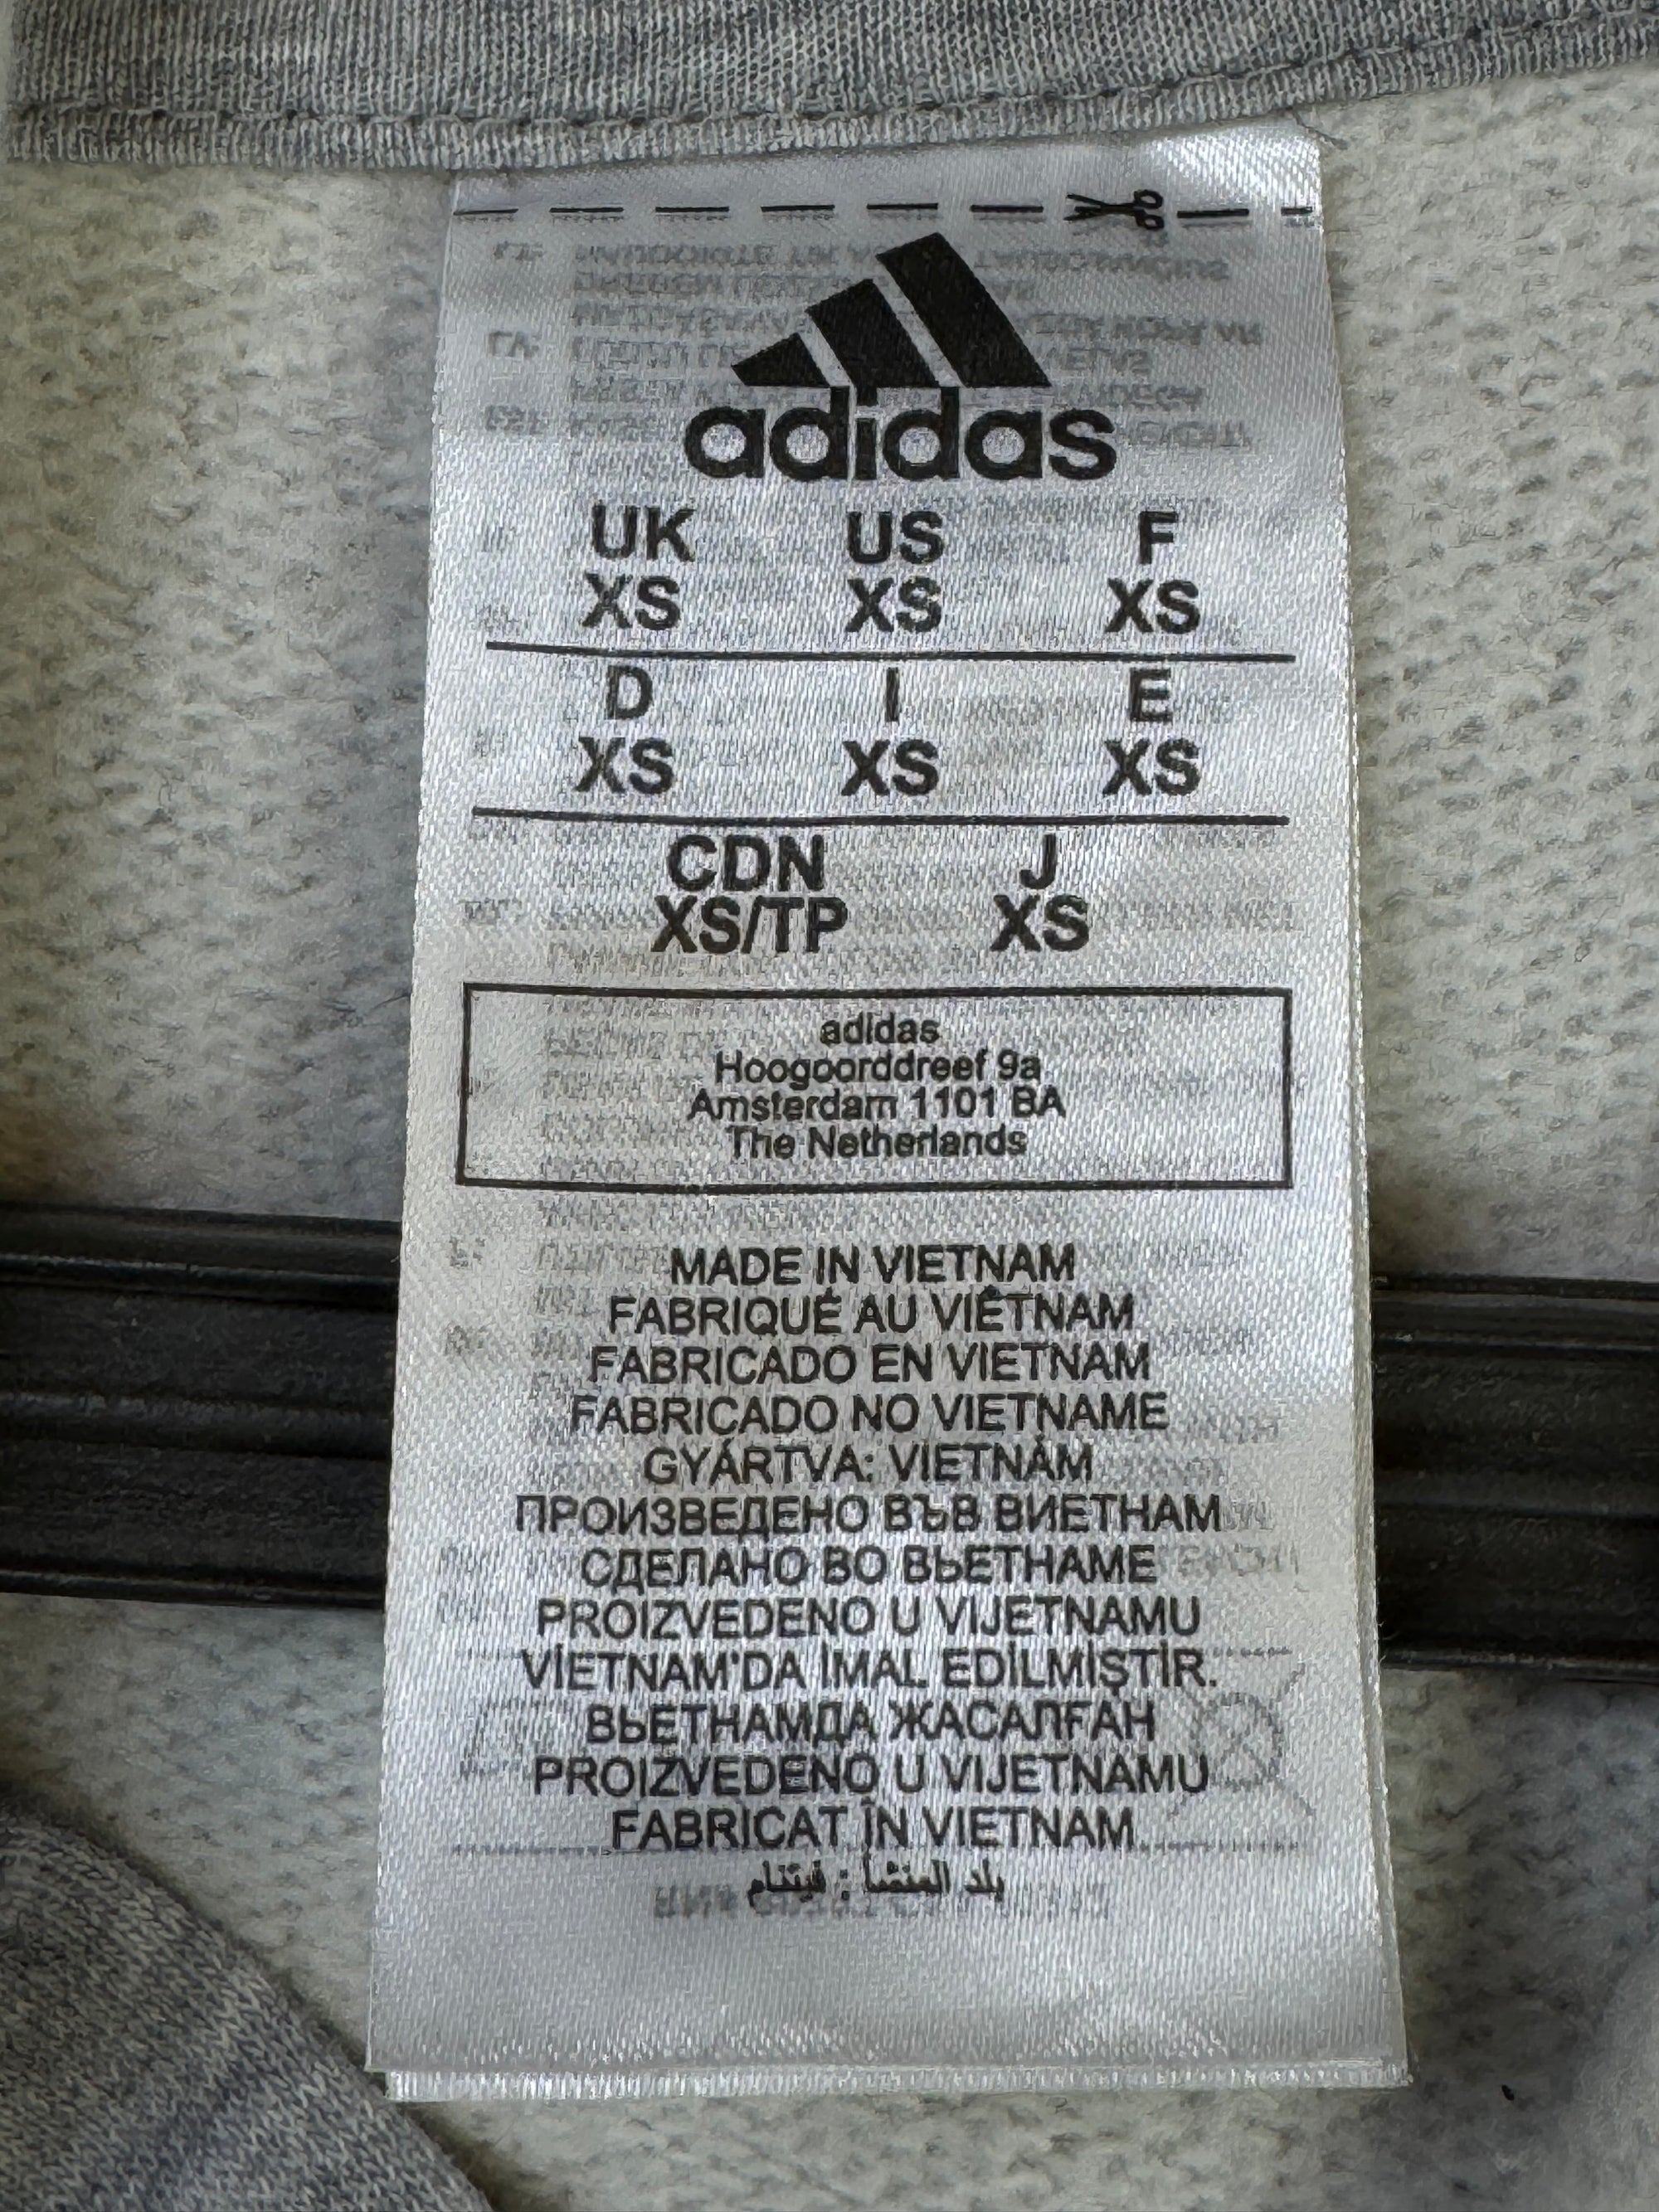 adidas
UK US F
XS XS XS
D I E
XS XS XS
CDN J
XS/TP XS
adidas
Hoogoorddreef 9a
Amsterdam 1101 BA
The Netherlands
MADE IN VIETNAM
FABRIQUÉ AU VIÊTNAM
FABRICADO EN VIETNAM
FABRICADO NO VIETNAME
GYÁRTVA: VIETNÁM
ПРОИЗВЕДЕНО ВЪВ ВИЕТНАМ
СДЕЛАНО ВО ВЬЕТНАМЕ
PROIZVEDENO U VIJETNAMU
VİETNAM'DA İMAL EDİLMİŞTİR.
ВЬЕТНАМДА ЖАСАЛҒАН
PROIZVEDENO U VIJETNAMU
FABRICAT ÎN VIETNAM
بلد المنشأ : فيتنام